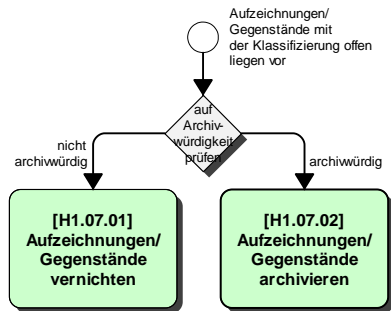 Aufzeichnungen/
Gegenstände mit
der Klassifizierung offen
liegen vor
auf
Archiv-
würdigkeit
prüfen
nicht
archivwürdig
archivwürdig
[H1.07.01]
Aufzeichnungen/
Gegenstände
vernichten
[H1.07.02]
Aufzeichnungen/
Gegenstände
archivieren